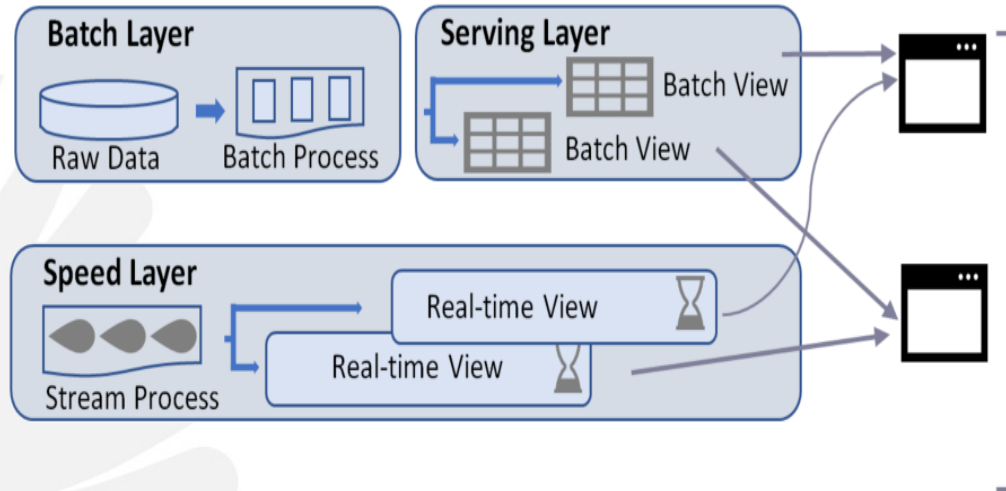 Batch Layer
Raw Data
Batch Process
Serving Layer
Batch View
Batch View
Speed Layer
Stream Process
Real-time View
Real-time View